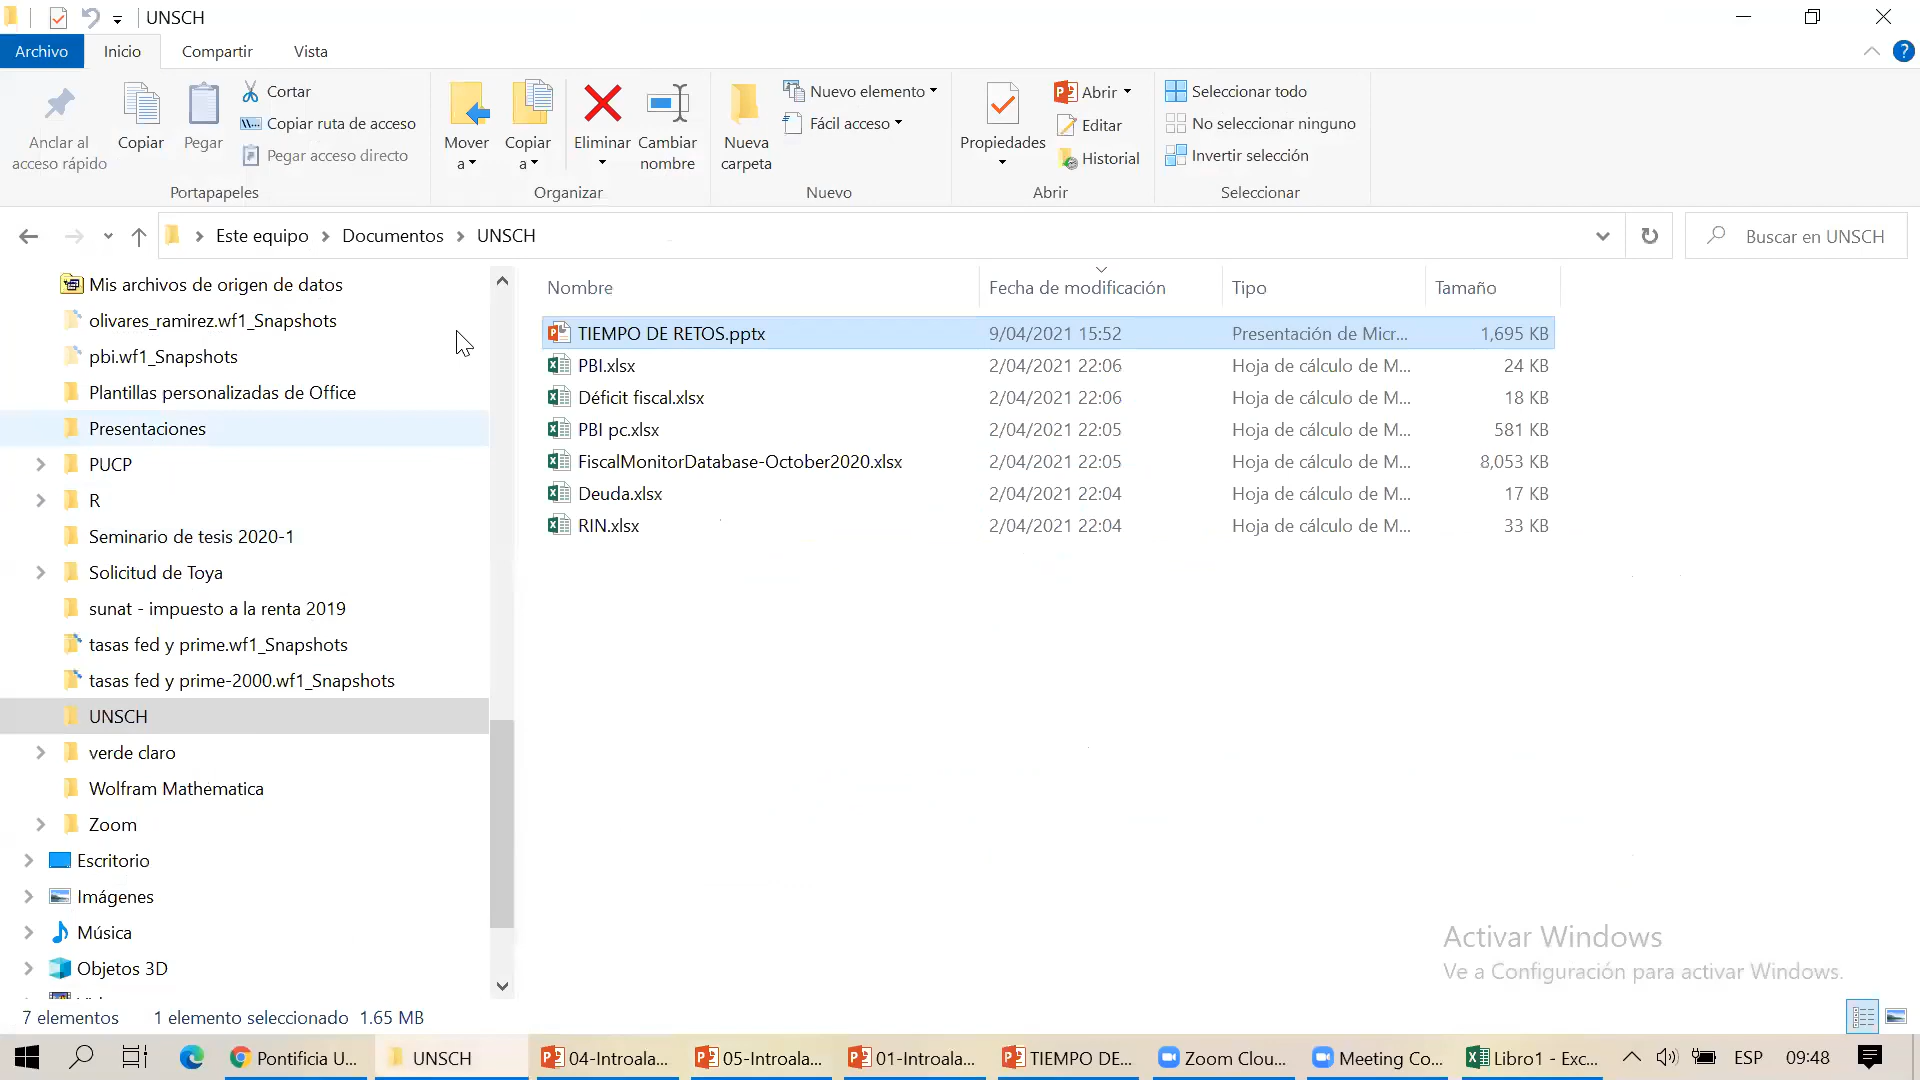 UNSCH
Archivo Inicio Compartir Vista
Anclar al acceso rápido
Copiar
Pegar
Cortar
Copiar ruta de acceso
Pegar acceso directo
Portapapeles
Mover a
Copiar a
Eliminar
Cambiar nombre
Organizar
Nueva carpeta
Nuevo elemento
Fácil acceso
Nuevo
Propiedades
Abrir
Editar
Historial
Abrir
Seleccionar todo
No seleccionar ninguno
Invertir selección
Seleccionar
Este equipo Documentos UNSCH
Buscar en UNSCH
Mis archivos de origen de datos
olivares_ramirez.wf1_Snapshots
pbi.wf1_Snapshots
Plantillas personalizadas de Office
Presentaciones
PUCP
R
Seminario de tesis 2020-1
Solicitud de Toya
sunat - impuesto a la renta 2019
tasas fed y prime.wf1_Snapshots
tasas fed y prime-2000.wf1_Snapshots
UNSCH
verde claro
Wolfram Mathematica
Zoom
Escritorio
Imágenes
Música
Objetos 3D
Nombre Fecha de modificación Tipo Tamaño
TIEMPO DE RETOS.pptx 9/04/2021 15:52 Presentación de Micr... 1,695 KB
PBI.xlsx 2/04/2021 22:06 Hoja de cálculo de M... 24 KB
Déficit fiscal.xlsx 2/04/2021 22:06 Hoja de cálculo de M... 18 KB
PBI pc.xlsx 2/04/2021 22:05 Hoja de cálculo de M... 581 KB
FiscalMonitorDatabase-October2020.xlsx 2/04/2021 22:05 Hoja de cálculo de M... 8,053 KB
Deuda.xlsx 2/04/2021 22:04 Hoja de cálculo de M... 17 KB
RIN.xlsx 2/04/2021 22:04 Hoja de cálculo de M... 33 KB
Activar Windows
Ve a Configuración para activar Windows.
7 elementos 1 elemento seleccionado 1.65 MB
Pontificia U... UNSCH 04-Introala... 05-Introala... 01-Introala... TIEMPO DE... Zoom Clou... Meeting Co... Libro1 - Exc... ESP 09:48